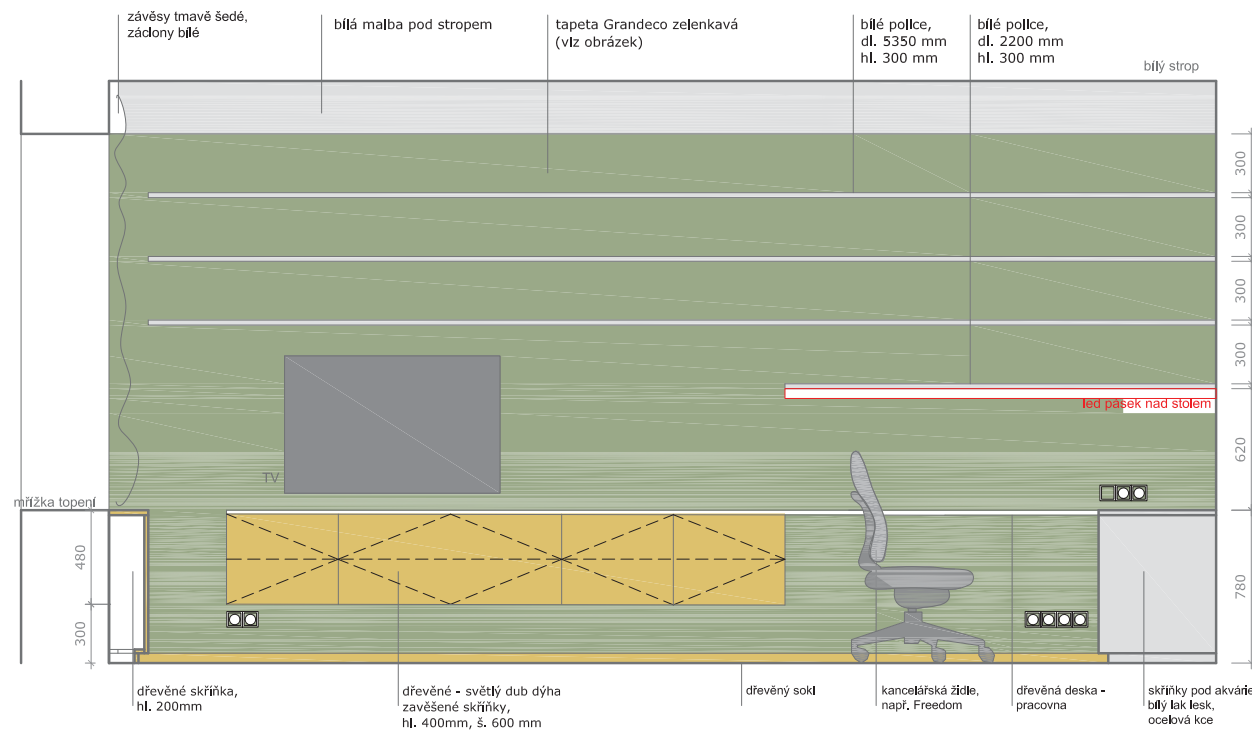 závěsy tmavě šedé,
záclony bílé
bílá malba pod stropem
tapeta Grandeco zelenkavá
(viz obrázek)
bílé police,
dl. 5350 mm
hl. 300 mm
bílé police,
dl. 2200 mm
hl. 300 mm
bílý strop
300
300
300
300
led pásek nad stolem
620
TV
mřížka topení
480
300
780
dřevěné skříňka,
hl. 200mm
dřevěné - světlý dub dýha
zavěšené skříňky,
hl. 400mm, š. 600 mm
dřevěný sokl
kancelářská židle,
např. Freedom
dřevěná deska -
pracovna
skříňky pod akvárie
bílý lak lesk,
ocelová kce